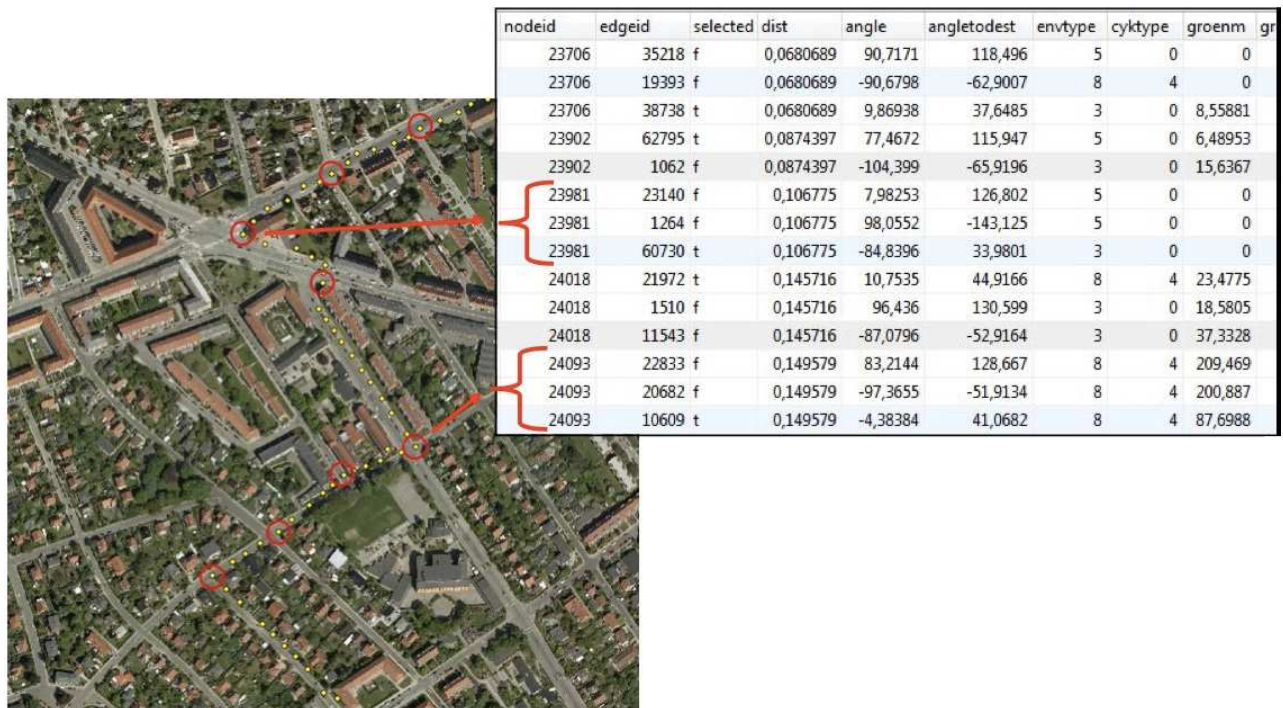 nodeid edgeid selected dist angle angletodest envtype cyktype groenm gr
23706 35218 f 0,0680689 90,7171 118,496 5 0 0
23706 19393 f 0,0680689 -90,6798 -62,9007 8 4 0
23706 38738 t 0,0680689 9,86938 37,6485 3 0 8,55881
23902 62795 t 0,0874397 77,4672 115,947 5 0 6,48953
23902 1062 f 0,0874397 -104,399 -65,9196 3 0 15,6367
23981 23140 f 0,106775 7,98253 126,802 5 0 0
23981 1264 f 0,106775 98,0552 -143,125 5 0 0
23981 60730 t 0,106775 -84,8396 33,9801 3 0 0
24018 21972 t 0,145716 10,7535 44,9166 8 4 23,4775
24018 1510 f 0,145716 96,436 130,599 3 0 18,5805
24018 11543 f 0,145716 -87,0796 -52,9164 3 0 37,3328
24093 22833 f 0,149579 83,2144 128,667 8 4 209,469
24093 20682 f 0,149579 -97,3655 -51,9134 8 4 200,887
24093 10609 t 0,149579 -4,38384 41,0682 8 4 87,6988